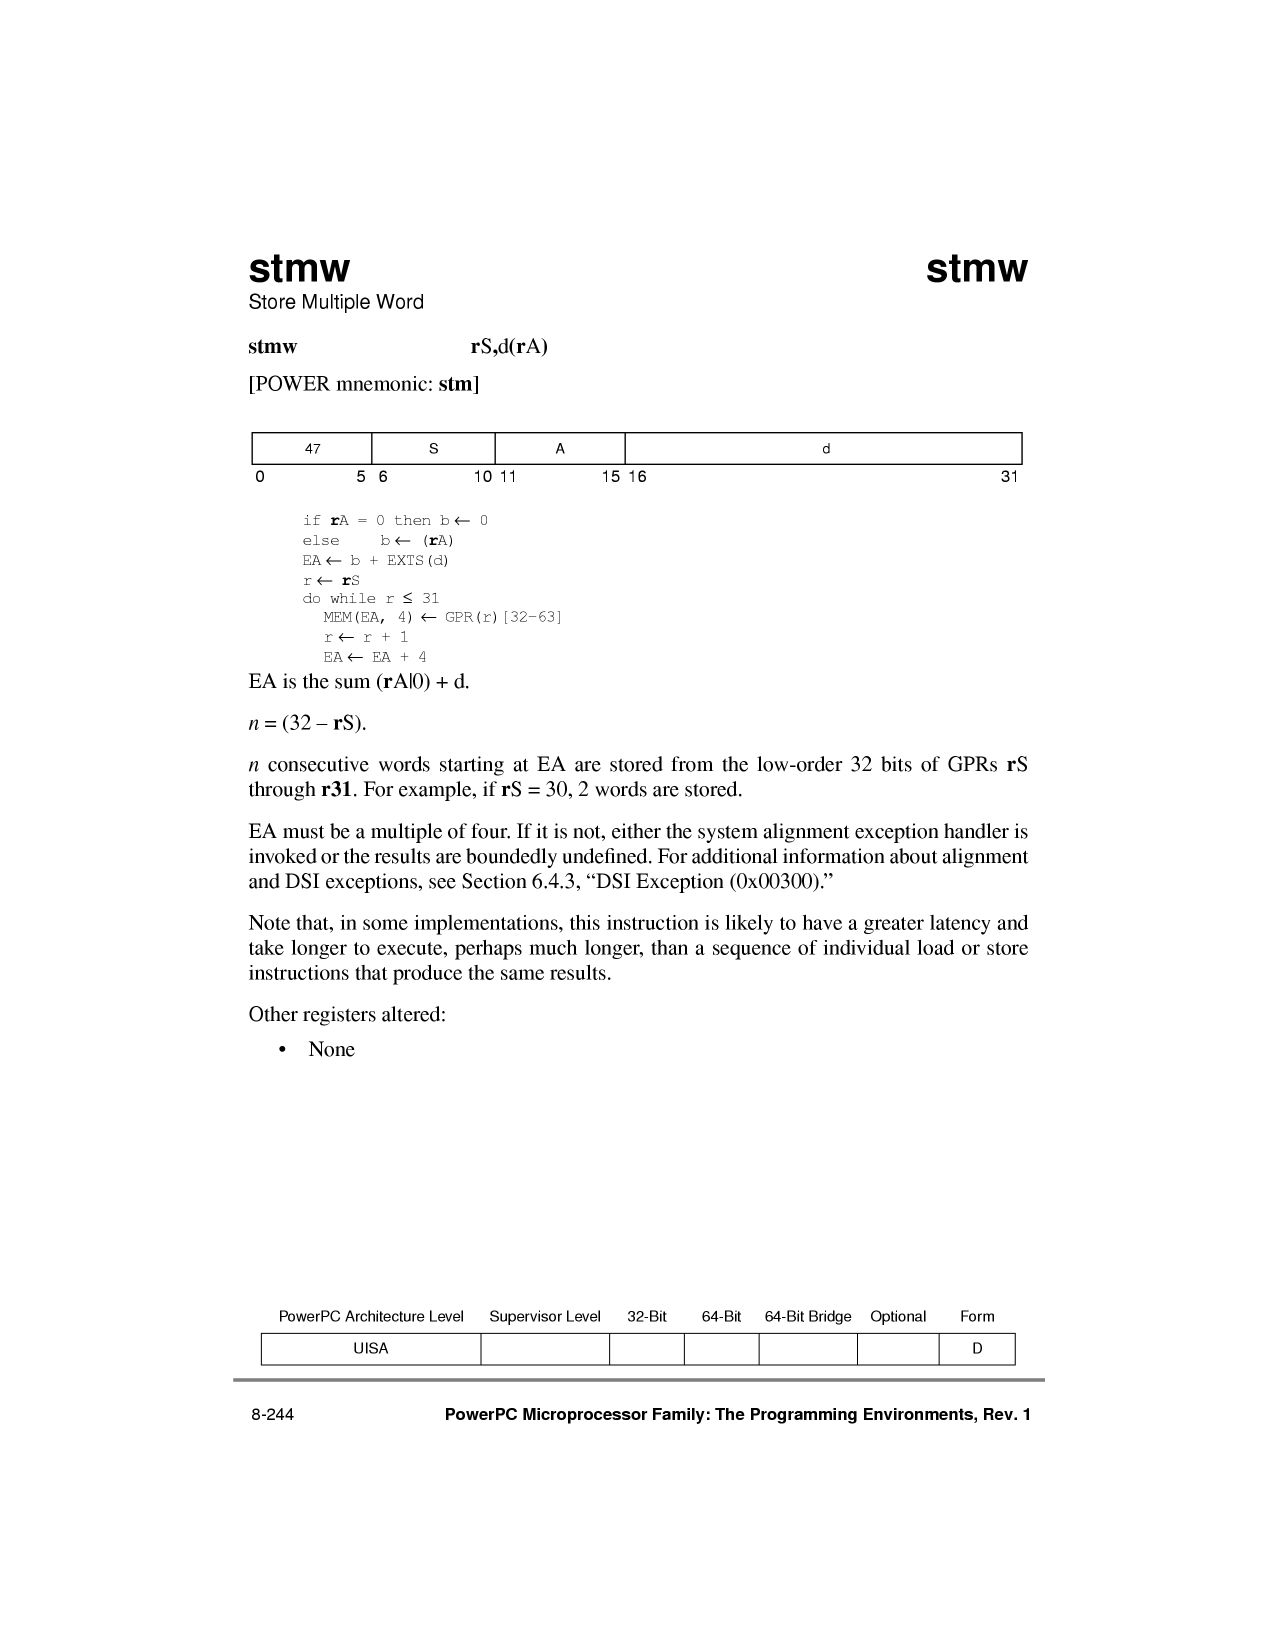 stmw stmw
Store Multiple Word
stmw rS,d(rA)
[POWER mnemonic: stm]
47 S A d
0 5 6 10 11 15 16 31
if rA = 0 then b ← 0
else b ← (rA)
EA ← b + EXTS(d)
r ← rS
do while r ≤ 31
MEM(EA, 4) ← GPR(r)[32–63]
r ← r + 1
EA ← EA + 4
EA is the sum (rA|0) + d.
n = (32 – rS).
n consecutive words starting at EA are stored from the low-order 32 bits of GPRs rS
through r31. For example, if rS = 30, 2 words are stored.
EA must be a multiple of four. If it is not, either the system alignment exception handler is
invoked or the results are boundedly undefined. For additional information about alignment
and DSI exceptions, see Section 6.4.3, “DSI Exception (0x00300).”
Note that, in some implementations, this instruction is likely to have a greater latency and
take longer to execute, perhaps much longer, than a sequence of individual load or store
instructions that produce the same results.
Other registers altered:
• None
PowerPC Architecture Level Supervisor Level 32-Bit 64-Bit 64-Bit Bridge Optional Form
UISA D
8-244 PowerPC Microprocessor Family: The Programming Environments, Rev. 1